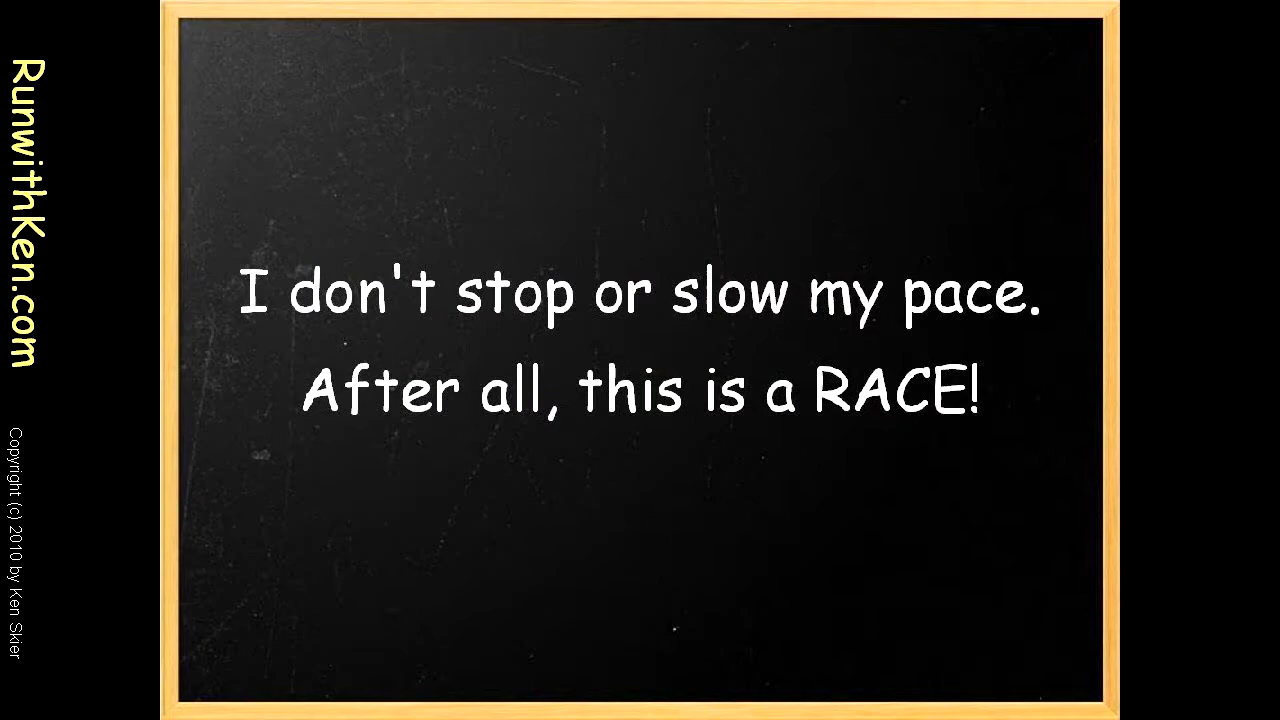 RunwithKen.com
Copyright (c) 2010 by Ken Skier
I don't stop or slow my pace.
After all, this is a RACE!